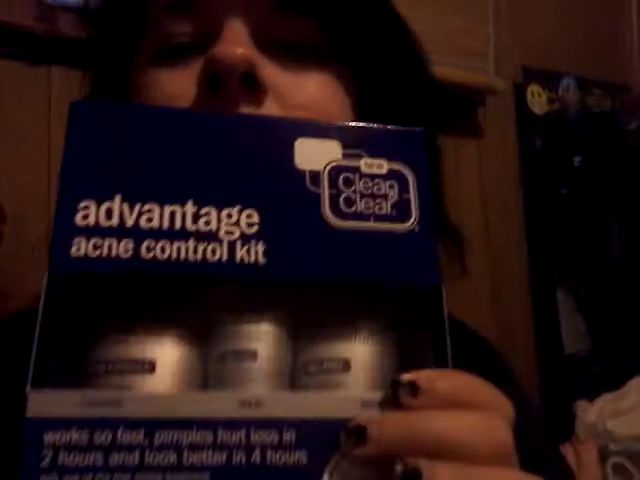 NEW
Clean
Clear
advantage
acne control kit
works so fast, pimples hurt less in
2 hours and look better in 4 hours